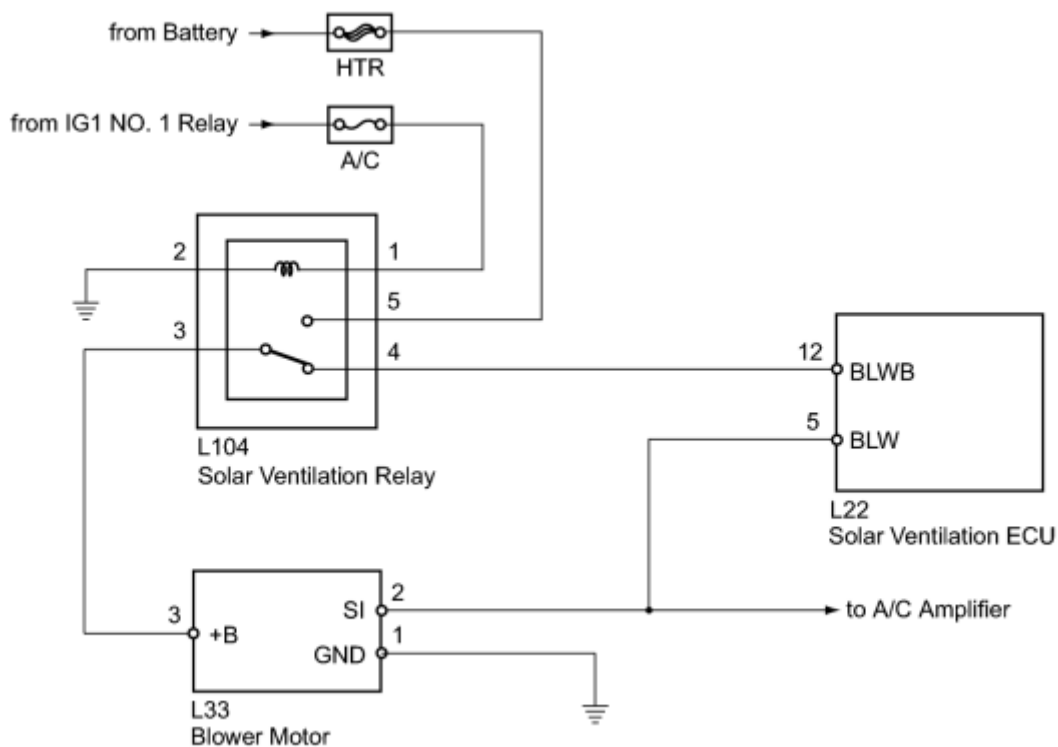 from Battery
HTR
from IG1 NO. 1 Relay
A/C
2
1
5
3
4
12
BLWB
5
BLW
L104
Solar Ventilation Relay
L22
Solar Ventilation ECU
3
+B
SI
2
to A/C Amplifier
GND
1
L33
Blower Motor